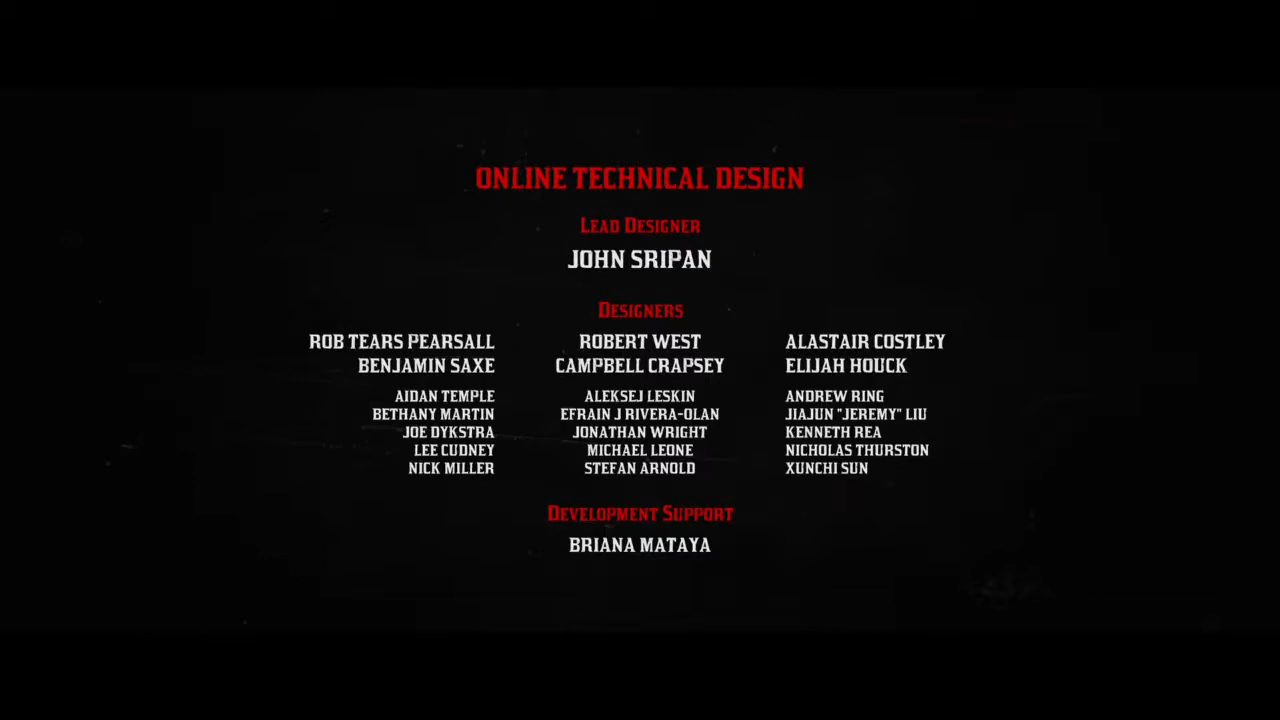 ONLINE TECHNICAL DESIGN
LEAD DESIGNER
JOHN SRIPAN
DESIGNERS
ROB TEARS PEARSALL ROBERT WEST ALASTAIR COSTLEY
BENJAMIN SAXE CAMPBELL CRAPSEY ELIJAH HOUCK
AIDAN TEMPLE ALEKSEJ LESKIN ANDREW RING
BETHANY MARTIN EFRAIN J RIVERA-OLAN JIAJUN "JEREMY" LIU
JOE DYKSTRA JONATHAN WRIGHT KENNETH REA
LEE CUDNEY MICHAEL LEONE NICHOLAS THURSTON
NICK MILLER STEFAN ARNOLD XUNCHI SUN
DEVELOPMENT SUPPORT
BRIANA MATAYA